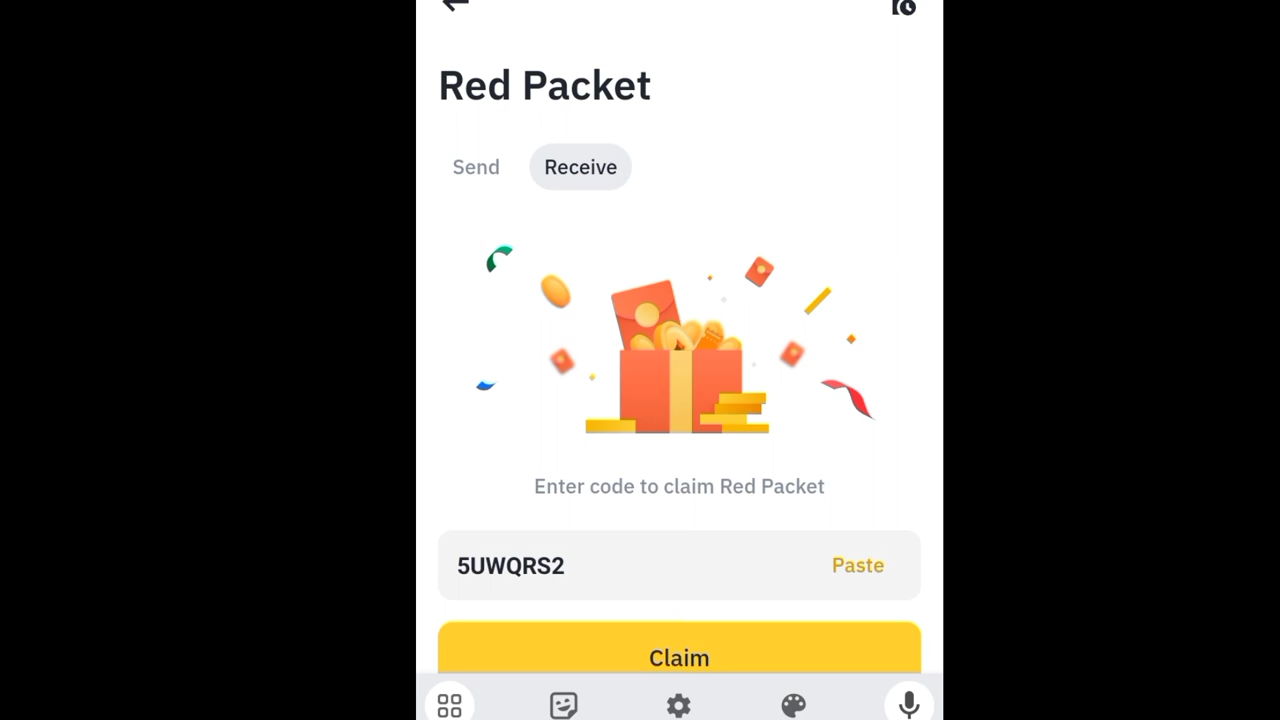 Red Packet
Send Receive
Enter code to claim Red Packet
5UWQRS2 Paste
Claim